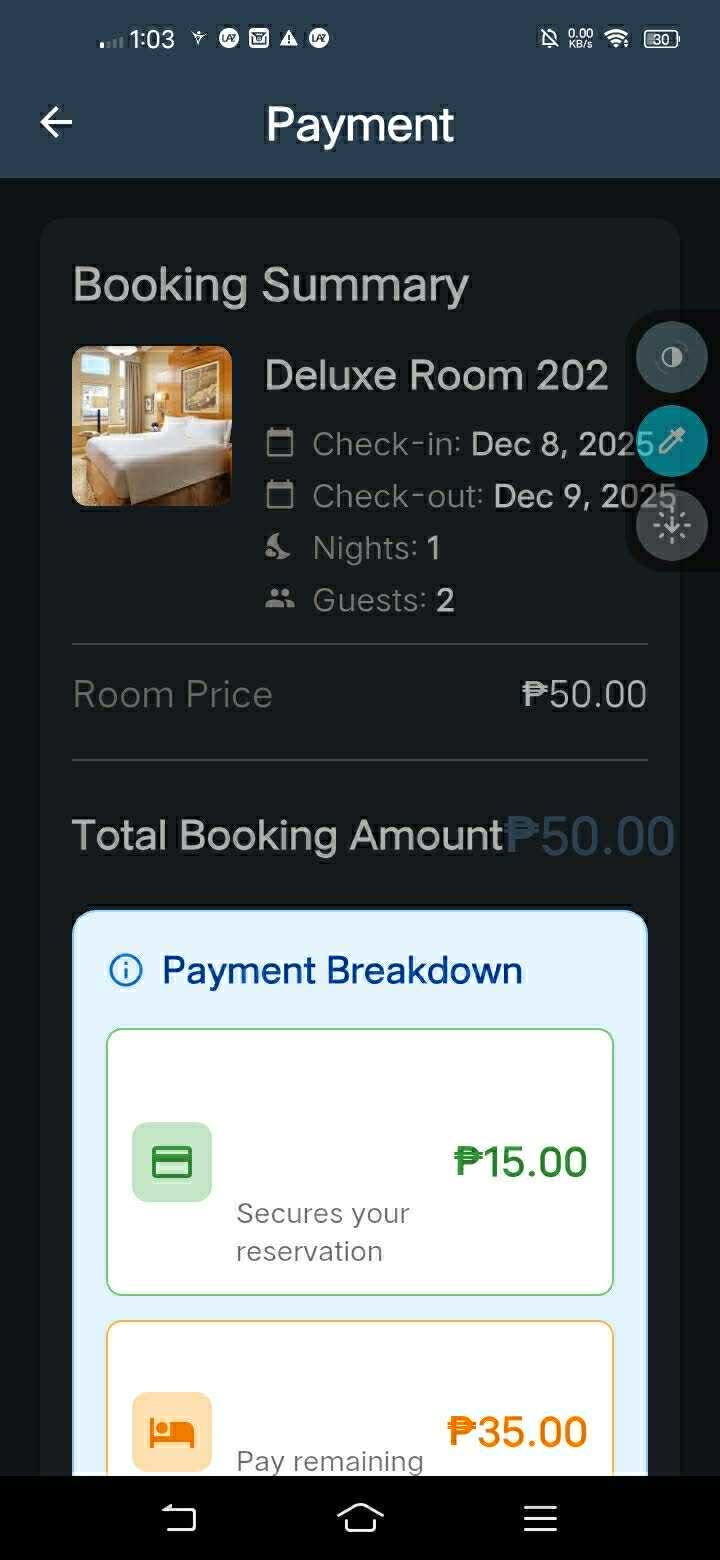 1:03
0.00
KB/s
30
Payment
Booking Summary
Deluxe Room 202
Check-in: Dec 8, 2025
Check-out: Dec 9, 2025
Nights: 1
Guests: 2
Room Price ₱50.00
Total Booking Amount ₱50.00
Payment Breakdown
₱15.00
Secures your
reservation
₱35.00
Pay remaining